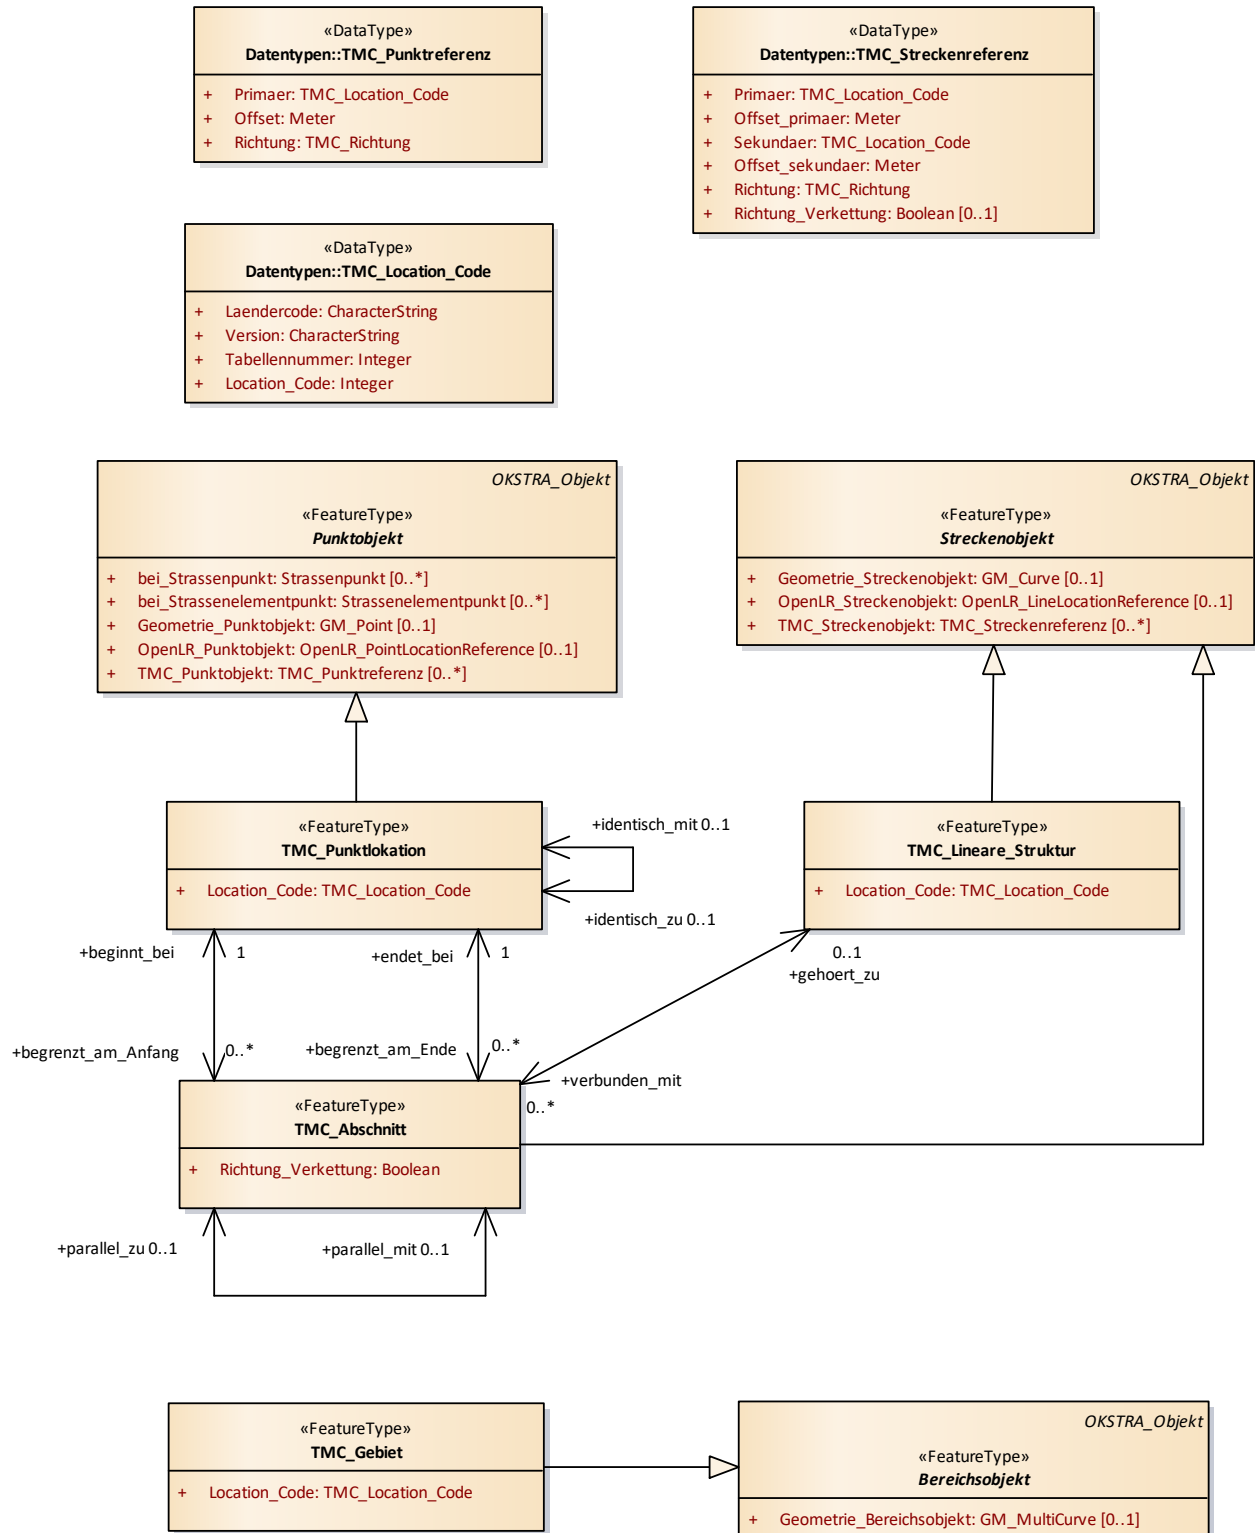 «DataType»
Datentypen::TMC_Punktreferenz
+ Primaer: TMC_Location_Code
+ Offset: Meter
+ Richtung: TMC_Richtung
«DataType»
Datentypen::TMC_Streckenreferenz
+ Primaer: TMC_Location_Code
+ Offset_primaer: Meter
+ Sekundaer: TMC_Location_Code
+ Offset_sekundaer: Meter
+ Richtung: TMC_Richtung
+ Richtung_Verkettung: Boolean [0..1]
«DataType»
Datentypen::TMC_Location_Code
+ Laendercode: CharacterString
+ Version: CharacterString
+ Tabellennummer: Integer
+ Location_Code: Integer
OKSTRA_Objekt
«FeatureType»
Punktobjekt
+ bei_Strassenpunkt: Strassenpunkt [0..*]
+ bei_Strassenelementpunkt: Strassenelementpunkt [0..*]
+ Geometrie_Punktobjekt: GM_Point [0..1]
+ OpenLR_Punktobjekt: OpenLR_PointLocationReference [0..1]
+ TMC_Punktobjekt: TMC_Punktreferenz [0..*]
OKSTRA_Objekt
«FeatureType»
Streckenobjekt
+ Geometrie_Streckenobjekt: GM_Curve [0..1]
+ OpenLR_Streckenobjekt: OpenLR_LineLocationReference [0..1]
+ TMC_Streckenobjekt: TMC_Streckenreferenz [0..*]
«FeatureType»
TMC_Punktlokation
+ Location_Code: TMC_Location_Code
+identisch_mit 0..1
+identisch_zu 0..1
«FeatureType»
TMC_Lineare_Struktur
+ Location_Code: TMC_Location_Code
+beginnt_bei 1
+endet_bei 1
0..1
+gehoert_zu
+begrenzt_am_Anfang 0..*
+begrenzt_am_Ende 0..*
+verbunden_mit
0..*
«FeatureType»
TMC_Abschnitt
+ Richtung_Verkettung: Boolean
+parallel_zu 0..1
+parallel_mit 0..1
«FeatureType»
TMC_Gebiet
+ Location_Code: TMC_Location_Code
OKSTRA_Objekt
«FeatureType»
Bereichsobjekt
+ Geometrie_Bereichsobjekt: GM_MultiCurve [0..1]